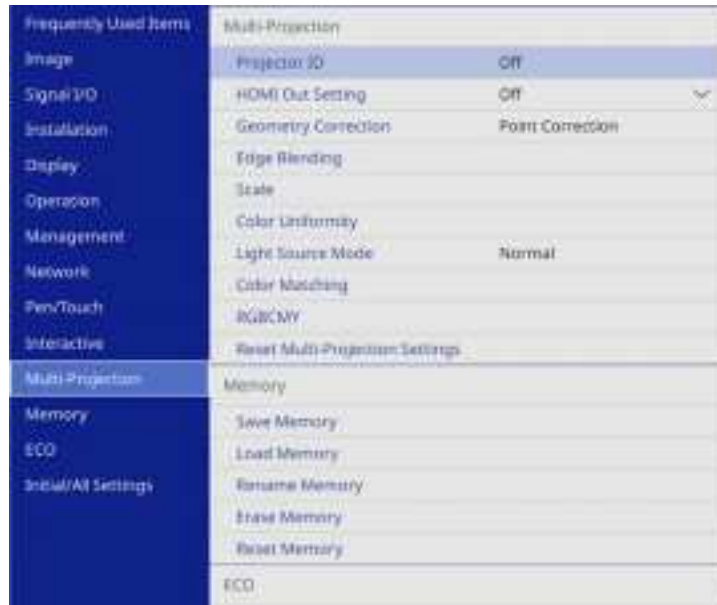 Frequently Used Items
Image
Signal I/O
Installation
Display
Operation
Management
Network
Pen/Touch
Interactive
Multi-Projection
Memory
ECO
Initial/All Settings
Multi-Projection
Projector ID Off
HDMI Out Setting Off
Geometry Correction Point Correction
Edge Blending
Scale
Color Uniformity
Light Source Mode Normal
Color Matching
RGBCMY
Reset Multi-Projection Settings
Memory
Save Memory
Load Memory
Rename Memory
Erase Memory
Reset Memory
ECO